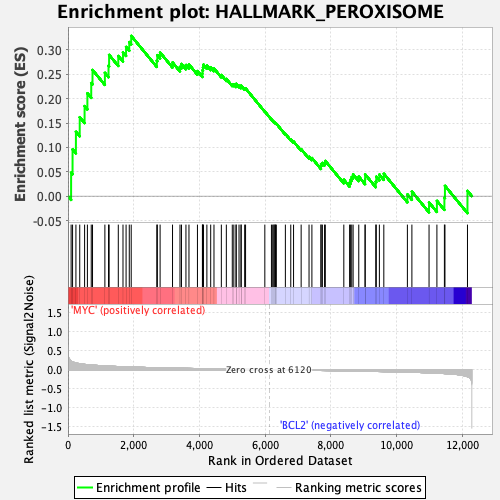 Enrichment plot: HALLMARK_PEROXISOME
Enrichment score (ES)
0.30
0.25
0.20
0.15
0.10
0.05
0.00
-0.05
'MYC' (positively correlated)
Ranked list metric (Signal2Noise)
1.5
1.0
0.5
0.0
-0.5
-1.0
-1.5
Zero cross at 6120
'BCL2' (negatively correlated)
0
2,000
4,000
6,000
8,000
10,000
12,000
Rank in Ordered Dataset
Enrichment profile
Hits
Ranking metric scores